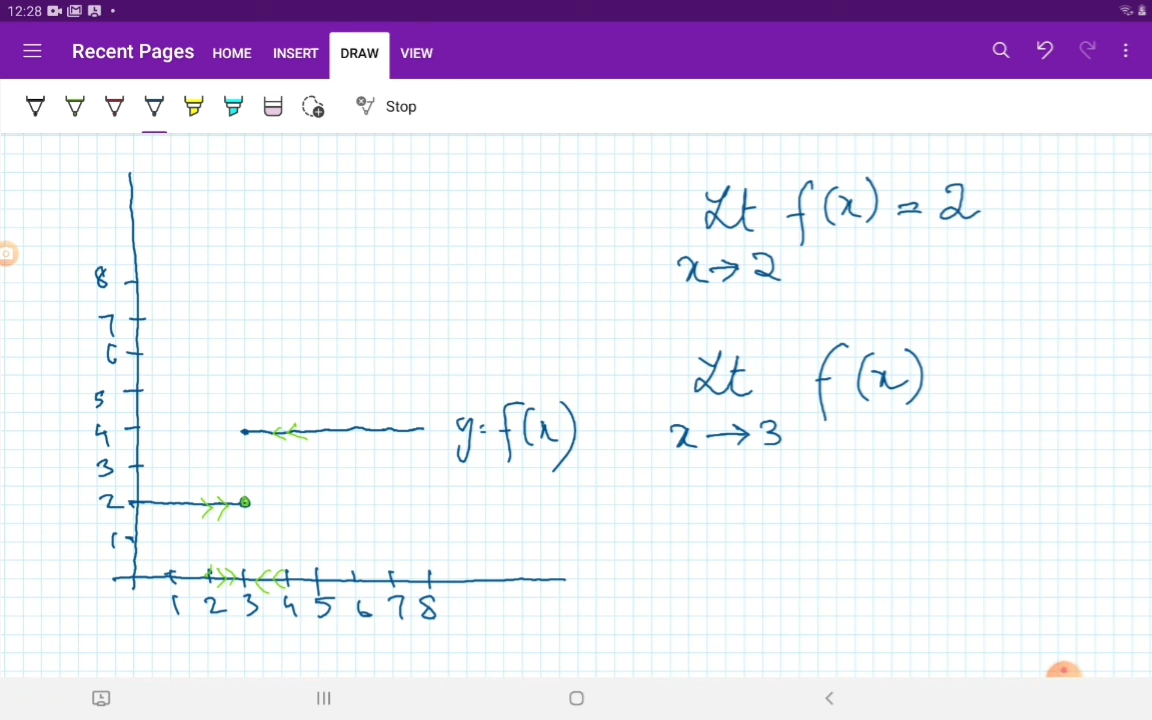 12:28
Recent Pages HOME INSERT DRAW VIEW
Stop
Lt f(x) = 2
x → 2
8
7
6
5
4
3
2
1
y = f(x)
Lt f(x)
x → 3
1 2 3 4 5 6 7 8